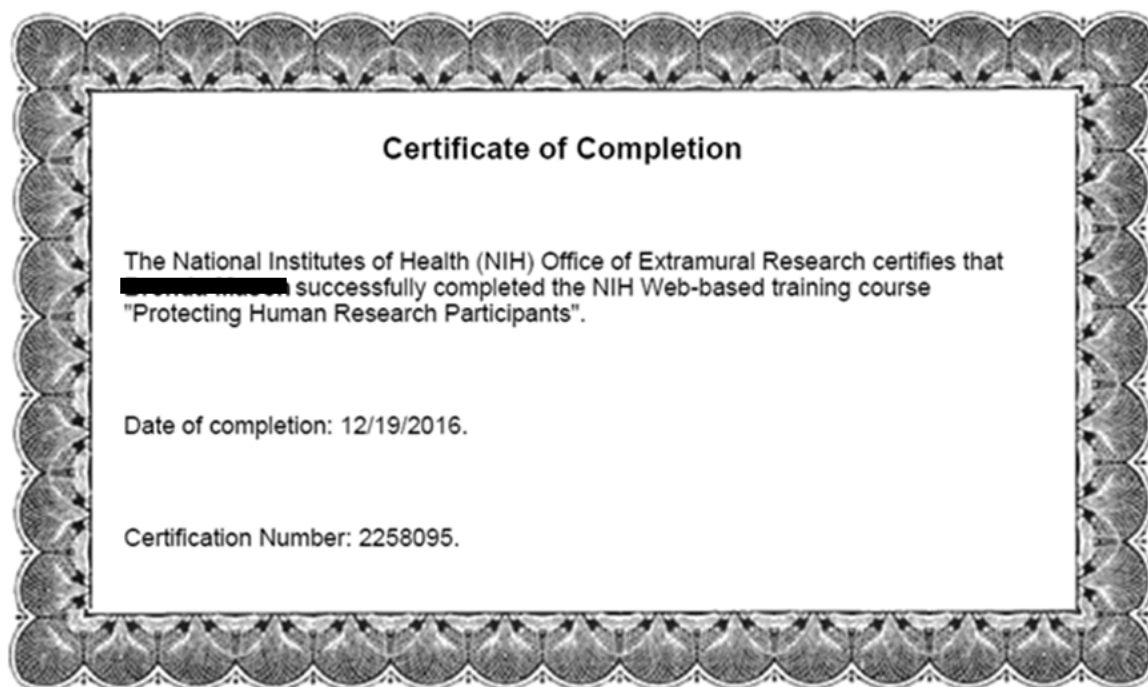 Certificate of Completion
The National Institutes of Health (NIH) Office of Extramural Research certifies that
successfully completed the NIH Web-based training course
"Protecting Human Research Participants".
Date of completion: 12/19/2016.
Certification Number: 2258095.